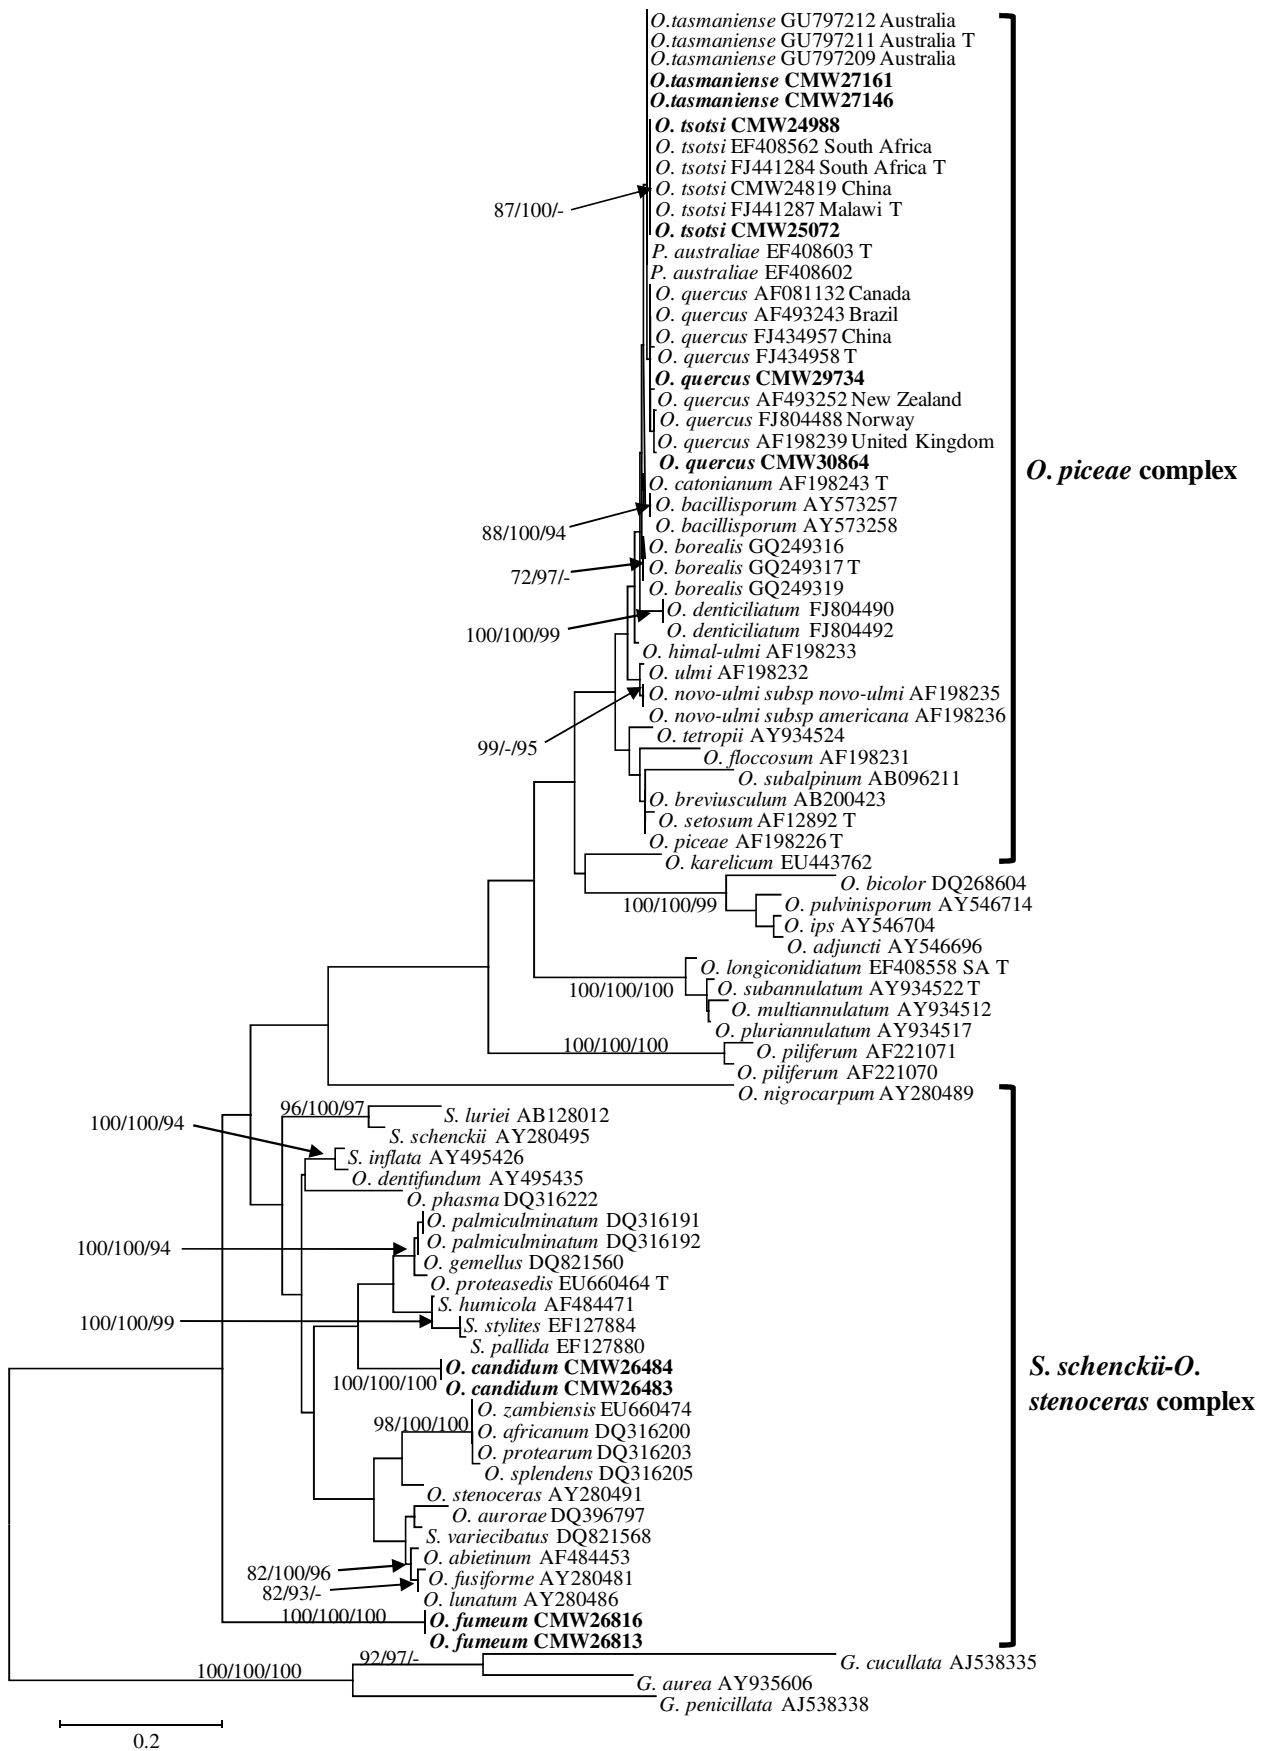 O.tasmaniense GU797212 Australia
O.tasmaniense GU797211 Australia T
O.tasmaniense GU797209 Australia
O.tasmaniense CMW27161
O.tasmaniense CMW27146
O. tsotsi CMW24988
O. tsotsi EF408562 South Africa
O. tsotsi FJ441284 South Africa T
O. tsotsi CMW24819 China
87/100/-
O. tsotsi FJ441287 Malawi T
O. tsotsi CMW25072
P. australiae EF408603 T
P. australiae EF408602
O. quercus AF081132 Canada
O. quercus AF493243 Brazil
O. quercus FJ434957 China
O. quercus FJ434958 T
O. quercus CMW29734
O. quercus AF493252 New Zealand
O. quercus FJ804488 Norway
O. quercus AF198239 United Kingdom
O. quercus CMW30864
O. piceae complex
O. catonianum AF198243 T
O. bacillisporum AY573257
O. bacillisporum AY573258
88/100/94
O. borealis GQ249316
O. borealis GQ249317 T
72/97/-
O. borealis GQ249319
O. denticiliatum FJ804490
O. denticiliatum FJ804492
100/100/99
O. himal-ulmi AF198233
O. ulmi AF198232
O. novo-ulmi subsp novo-ulmi AF198235
O. novo-ulmi subsp americana AF198236
O. tetropii AY934524
99/-/95
O. floccosum AF198231
O. subalpinum AB096211
O. breviusculum AB200423
O. setosum AF12892 T
O. piceae AF198226 T
O. karelicum EU443762
O. bicolor DQ268604
100/100/99
O. pulvinisporum AY546714
O. ips AY546704
O. adjuncti AY546696
O. longiconidiatum EF408558 SA T
100/100/100
O. subannulatum AY934522 T
O. multiannulatum AY934512
O. pluriannulatum AY934517
100/100/100
O. piliferum AF221071
O. piliferum AF221070
O. nigrocarpum AY280489
96/100/97
S. luriei AB128012
100/100/94
S. schenckii AY280495
S. inflata AY495426
O. dentifundum AY495435
O. phasma DQ316222
O. palmiculminatum DQ316191
O. palmiculminatum DQ316192
100/100/94
O. gemellus DQ821560
O. proteasedis EU660464 T
S. humicola AF484471
100/100/99
S. stylites EF127884
S. pallida EF127880
O. candidum CMW26484
100/100/100
O. candidum CMW26483
S. schenckii-O.
stenoceras complex
O. zambiensis EU660474
98/100/100
O. africanum DQ316200
O. protearum DQ316203
O. splendens DQ316205
O. stenoceras AY280491
O. aurorae DQ396797
S. variecibatus DQ821568
O. abietinum AF484453
82/100/96
O. fusiforme AY280481
82/93/-
O. lunatum AY280486
100/100/100
O. fumeum CMW26816
O. fumeum CMW26813
92/97/-
G. cucullata AJ538335
100/100/100
G. aurea AY935606
G. penicillata AJ538338
0.2